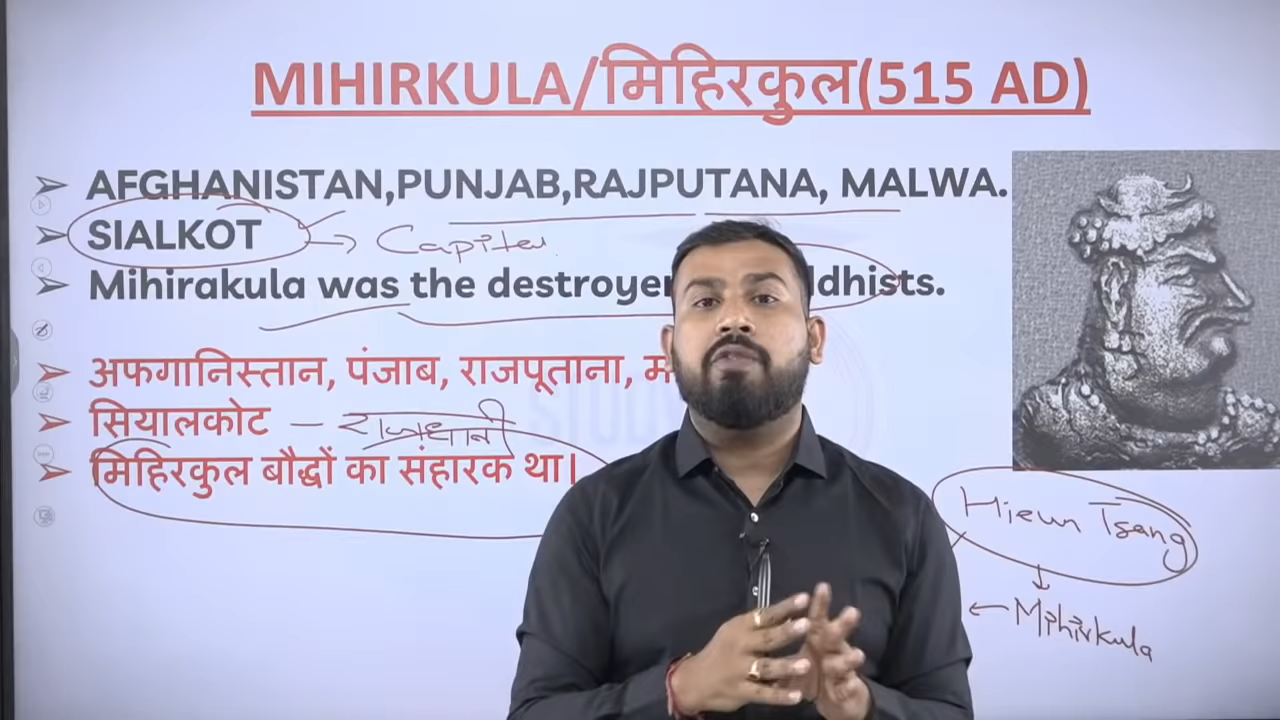 MIHIRKULA/मिहिरकुल(515 AD)
AFGHANISTAN,PUNJAB,RAJPUTANA, MALWA.
SIALKOT → Capital
Mihirakula was the destroyer
अफगानिस्तान, पंजाब, राजपूताना,
सियालकोट – राजधानी
मिहिरकुल बौद्धों का संहारक था।
Hieun Tsang
Mihirkula